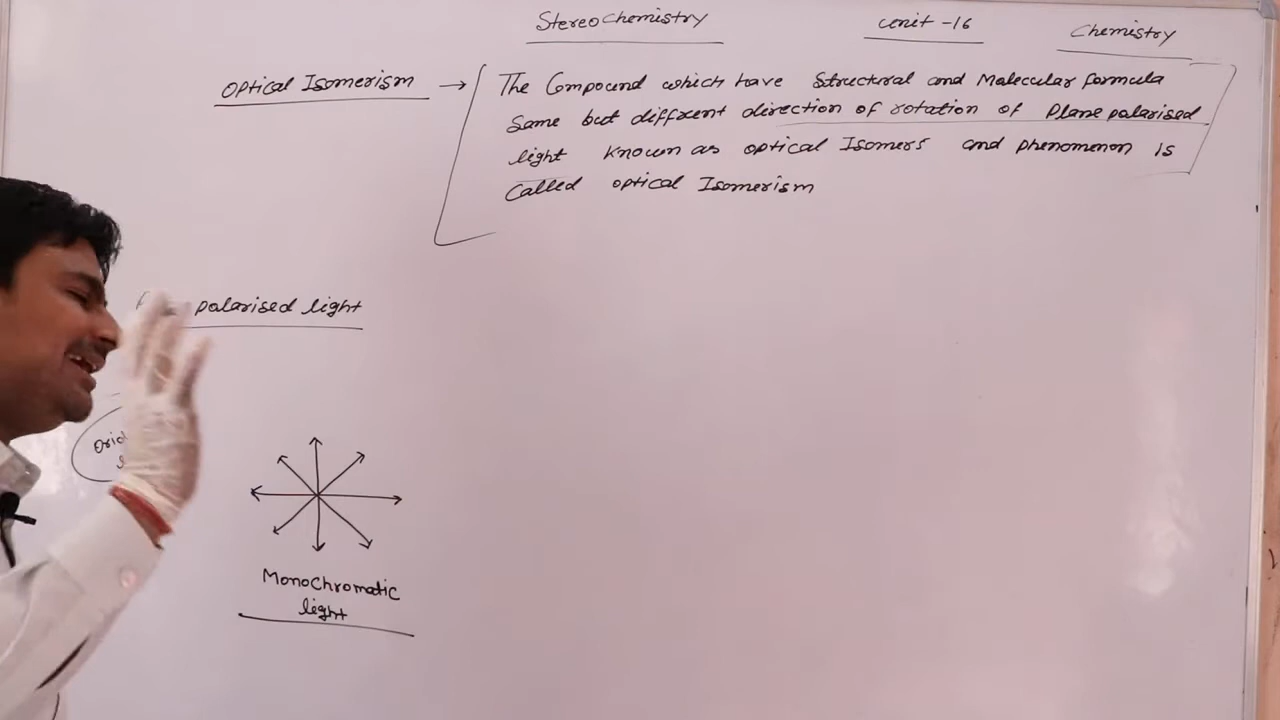 Stereochemistry
Unit -16
Chemistry
Optical Isomerism →
The Compound which have Structural and Molecular formula
Same but diffrent direction of rotation of Plane polarised
light known as optical Isomers and phenomenon is
Called optical Isomerism
polarised light
Monochromatic
light